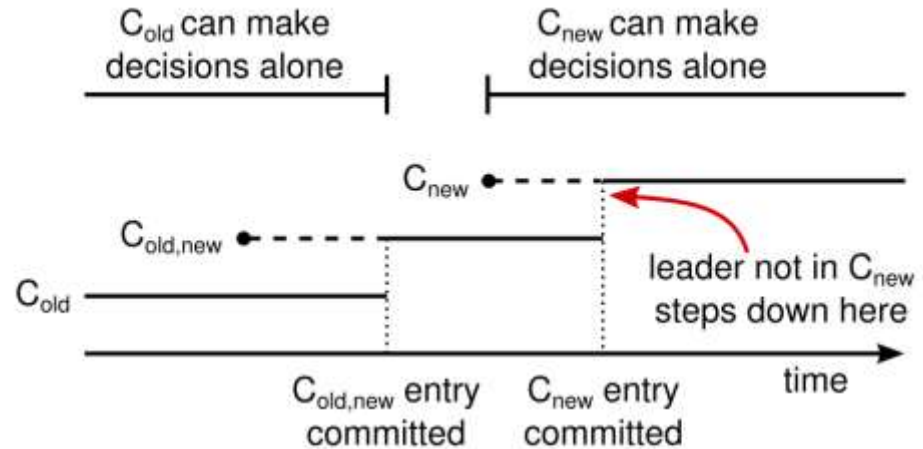 C_old can make
decisions alone
C_new can make
decisions alone
C_new
C_old,new
C_old
leader not in C_new
steps down here
time
C_old,new entry
committed
C_new entry
committed